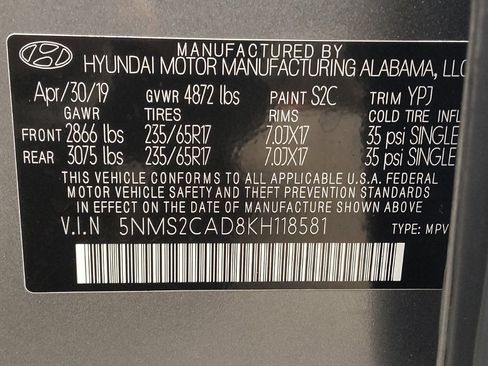 MANUFACTURED BY
HYUNDAI MOTOR MANUFACTURING ALABAMA, LLC
Apr/30/19 GVWR 4872 lbs PAINT S2C TRIM YPJ
GAWR TIRES RIMS COLD TIRE INFL
FRONT 2866 lbs 235/65R17 7.0JX17 35 psi SINGLE
REAR 3075 lbs 235/65R17 7.0JX17 35 psi SINGLE
THIS VEHICLE CONFORMS TO ALL APPLICABLE U.S.A. FEDERAL
MOTOR VEHICLE SAFETY AND THEFT PREVENTION STANDARDS
IN EFFECT ON THE DATE OF MANUFACTURE SHOWN ABOVE.
V.I.N 5NMS2CAD8KH118581 TYPE: MPV